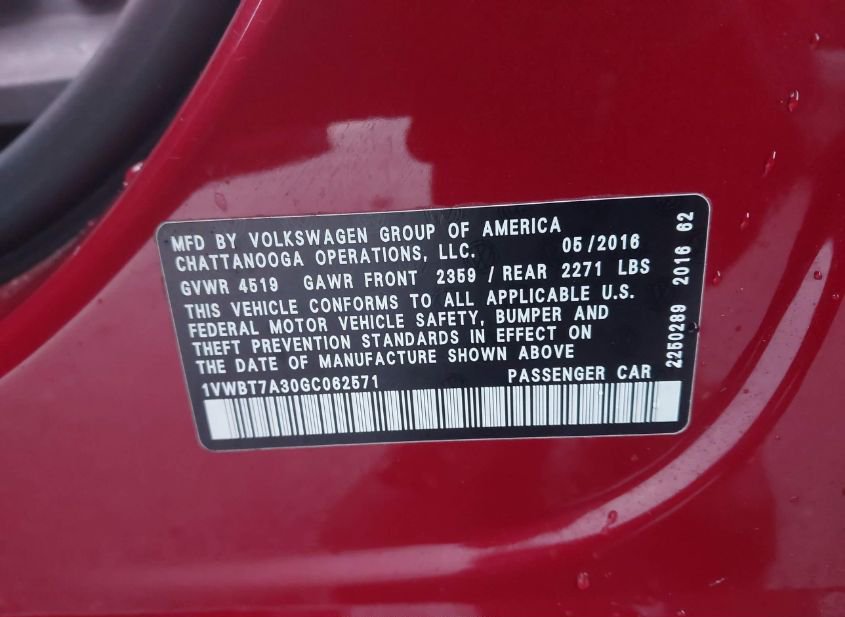 MFD BY VOLKSWAGEN GROUP OF AMERICA
CHATTANOOGA OPERATIONS, LLC. 05/2016
GVWR 4519 GAWR FRONT 2359 / REAR 2271 LBS
THIS VEHICLE CONFORMS TO ALL APPLICABLE U.S.
FEDERAL MOTOR VEHICLE SAFETY, BUMPER AND
THEFT PREVENTION STANDARDS IN EFFECT ON
THE DATE OF MANUFACTURE SHOWN ABOVE
1VWBT7A30GC062571 PASSENGER CAR
2250289 2016 62